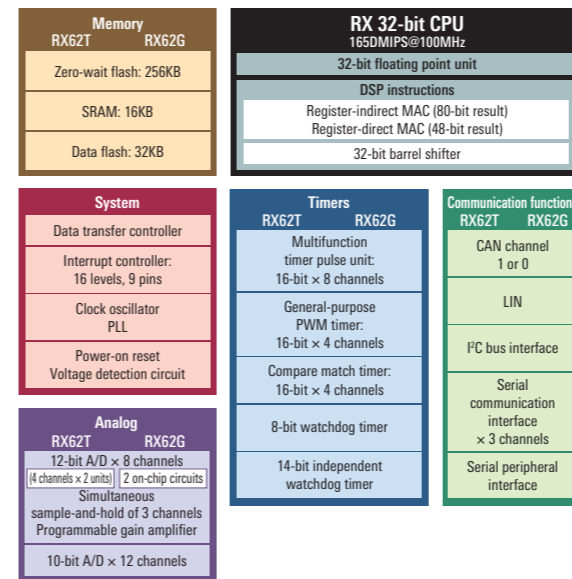 Memory
RX62T RX62G
Zero-wait flash: 256KB
SRAM: 16KB
Data flash: 32KB
RX 32-bit CPU
165DMIPS@100MHz
32-bit floating point unit
DSP instructions
Register-indirect MAC (80-bit result)
Register-direct MAC (48-bit result)
32-bit barrel shifter
System
Data transfer controller
Interrupt controller:
16 levels, 9 pins
Clock oscillator
PLL
Power-on reset
Voltage detection circuit
Timers
RX62T RX62G
Multifunction
timer pulse unit:
16-bit × 8 channels
General-purpose
PWM timer:
16-bit × 4 channels
Compare match timer:
16-bit × 4 channels
8-bit watchdog timer
14-bit independent
watchdog timer
Communication function
RX62T RX62G
CAN channel
1 or 0
LIN
I²C bus interface
Serial
communication
interface
× 3 channels
Serial peripheral
interface
Analog
RX62T RX62G
12-bit A/D × 8 channels
(4 channels × 2 units) 2 on-chip circuits
Simultaneous
sample-and-hold of 3 channels
Programmable gain amplifier
10-bit A/D × 12 channels